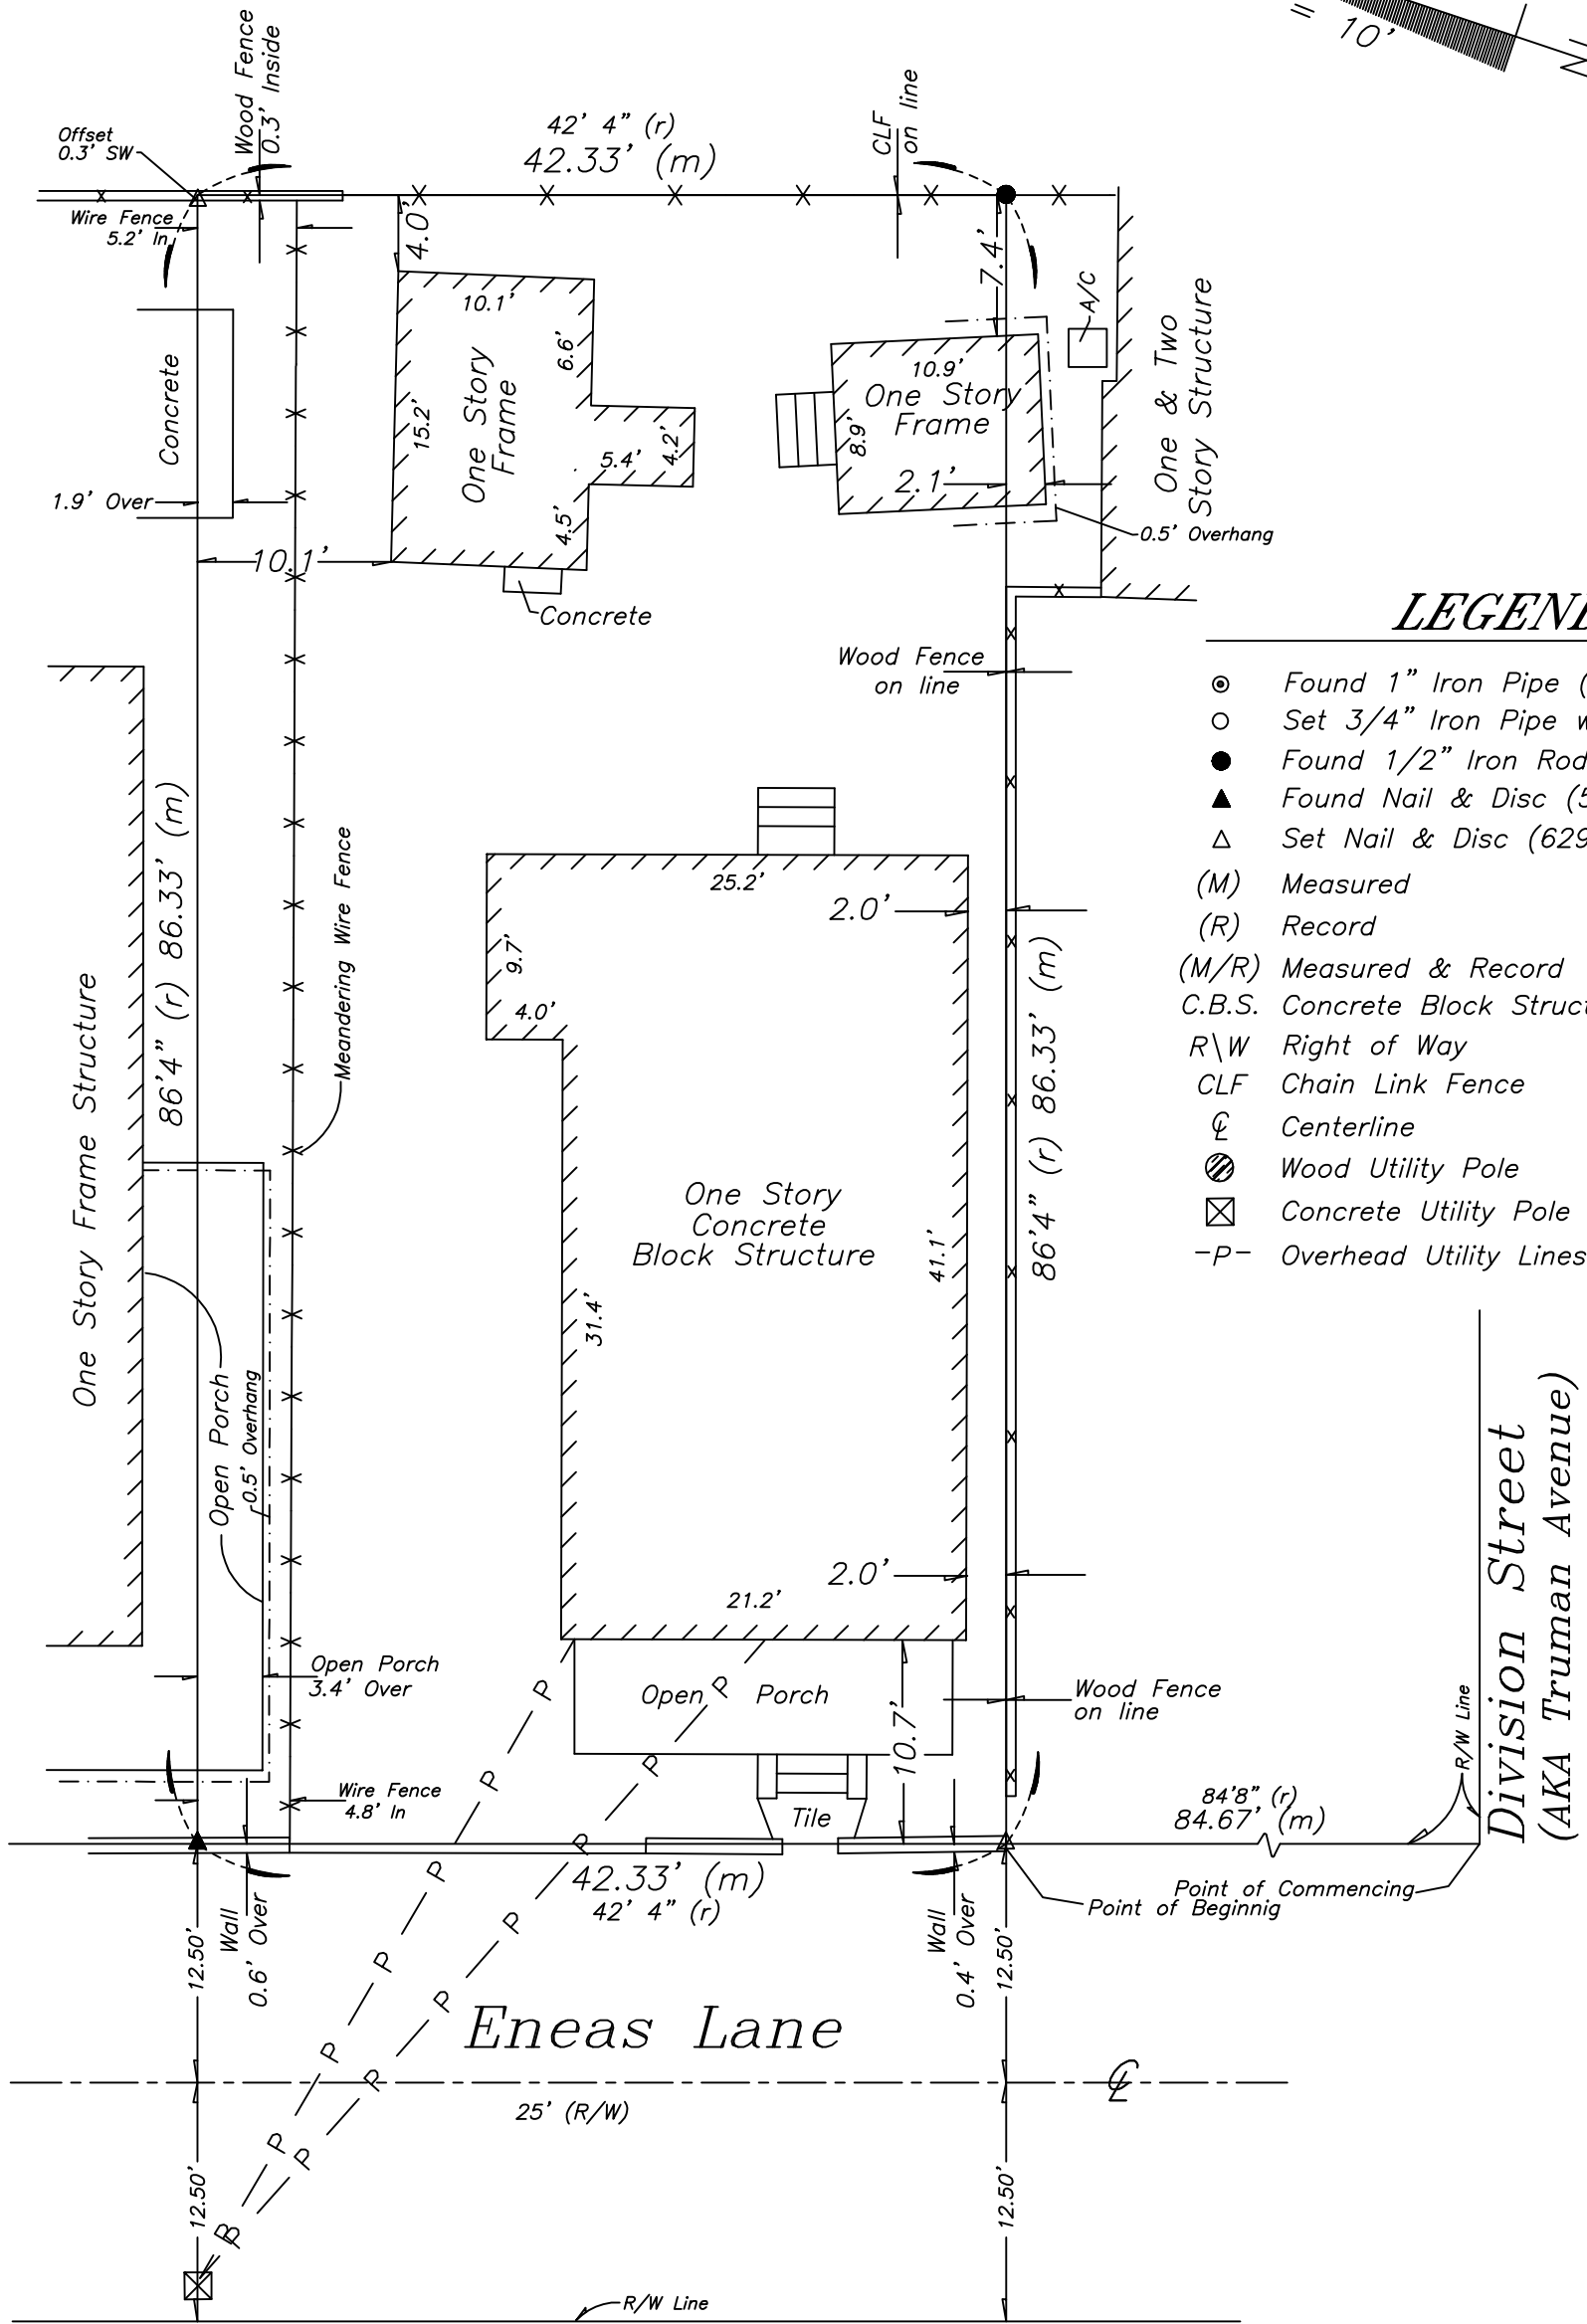 = 10'
N
Wood Fence
0.3' Inside
Offset
0.3' SW
42' 4" (r)
42.33' (m)
CLF
on line
Wire Fence
5.2' In
4.0'
7.4'
A/C
10.1'
6.6'
One Story
Frame
15.2'
5.4'
4.2'
4.5'
Concrete
1.9' Over
10.1'
Concrete
10.9'
One Story
Frame
8.9'
2.1'
0.5' Overhang
One & Two
Story Structure
Wood Fence
on line
LEGEN
Found 1" Iron Pipe (
Set 3/4" Iron Pipe w
Found 1/2" Iron Rod
Found Nail & Disc (5
Set Nail & Disc (629
(M) Measured
(R) Record
(M/R) Measured & Record
C.B.S. Concrete Block Struct
R\W Right of Way
CLF Chain Link Fence
℄ Centerline
Wood Utility Pole
Concrete Utility Pole
-P- Overhead Utility Lines
86'4" (r) 86.33' (m)
Meandering Wire Fence
One Story Frame Structure
25.2'
2.0'
9.7'
4.0'
One Story
Concrete
Block Structure
31.4'
41.1'
86'4" (r) 86.33' (m)
Open Porch
0.5' Overhang
2.0'
21.2'
Open Porch
3.4' Over
Open Porch
10.7'
Wood Fence
on line
Wire Fence
4.8' In
Tile
84'8" (r)
84.67' (m)
R/W Line
Division Street
(AKA Truman Avenue)
42.33' (m)
42' 4" (r)
Point of Commencing
Point of Beginnig
Wall
0.6' Over
12.50'
Wall
0.4' Over
12.50'
P P P P P P P P
P P P P P P P P
Eneas Lane
℄
25' (R/W)
12.50'
12.50'
R/W Line